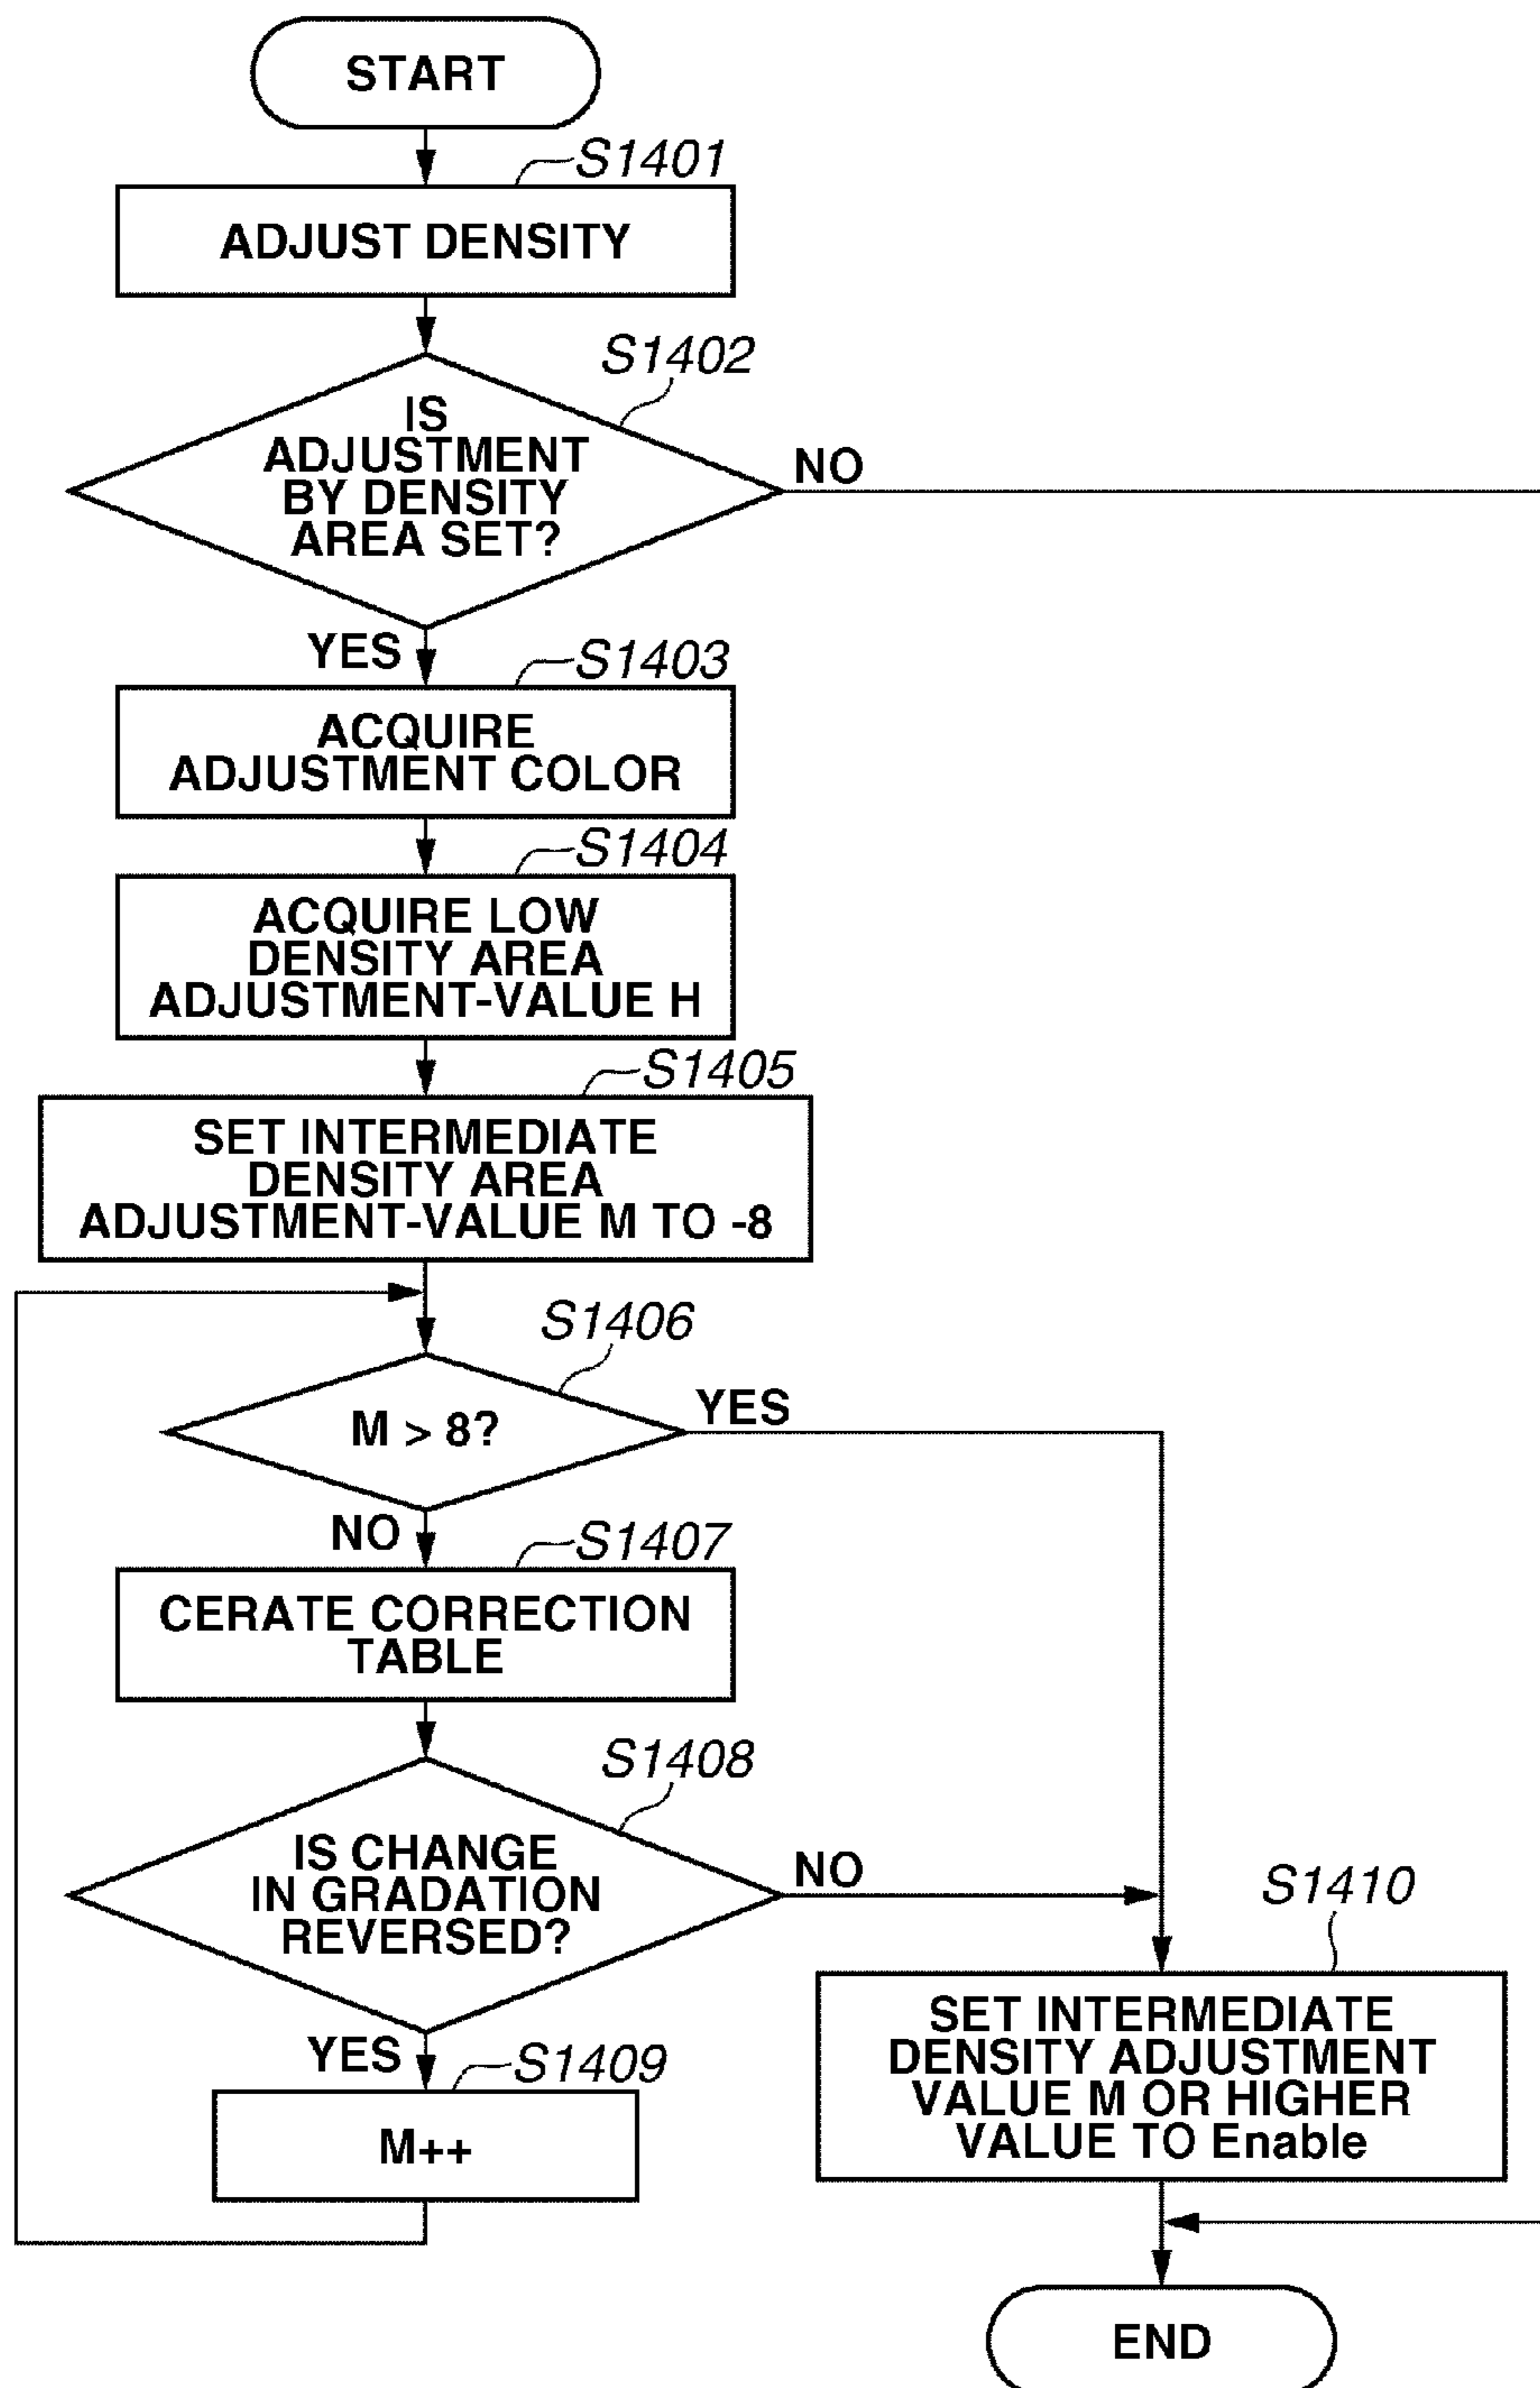 START
S1401
ADJUST DENSITY
S1402
IS
ADJUSTMENT
BY DENSITY
AREA SET?
NO
YES
S1403
ACQUIRE
ADJUSTMENT COLOR
S1404
ACQUIRE LOW
DENSITY AREA
ADJUSTMENT-VALUE H
S1405
SET INTERMEDIATE
DENSITY AREA
ADJUSTMENT-VALUE M TO -8
S1406
M > 8?
YES
NO
S1407
CERATE CORRECTION
TABLE
S1408
IS CHANGE
IN GRADATION
REVERSED?
NO
YES
S1409
M++
S1410
SET INTERMEDIATE
DENSITY ADJUSTMENT
VALUE M OR HIGHER
VALUE TO Enable
END